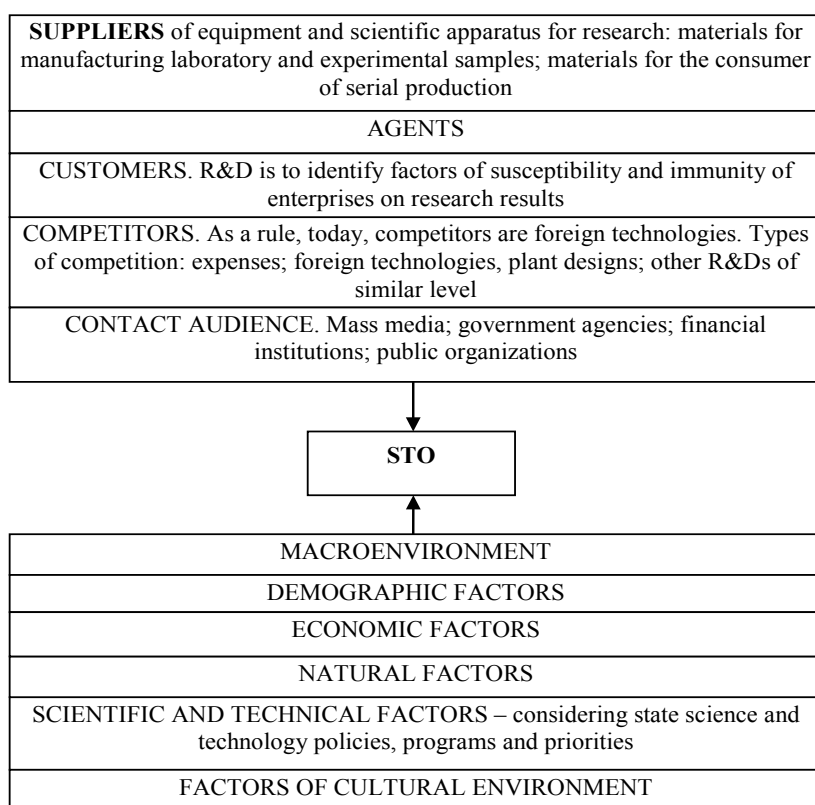 SUPPLIERS of equipment and scientific apparatus for research: materials for
manufacturing laboratory and experimental samples; materials for the consumer
of serial production
AGENTS
CUSTOMERS. R&D is to identify factors of susceptibility and immunity of
enterprises on research results
COMPETITORS. As a rule, today, competitors are foreign technologies. Types
of competition: expenses; foreign technologies, plant designs; other R&Ds of
similar level
CONTACT AUDIENCE. Mass media; government agencies; financial
institutions; public organizations
STO
MACROENVIRONMENT
DEMOGRAPHIC FACTORS
ECONOMIC FACTORS
NATURAL FACTORS
SCIENTIFIC AND TECHNICAL FACTORS – considering state science and
technology policies, programs and priorities
FACTORS OF CULTURAL ENVIRONMENT